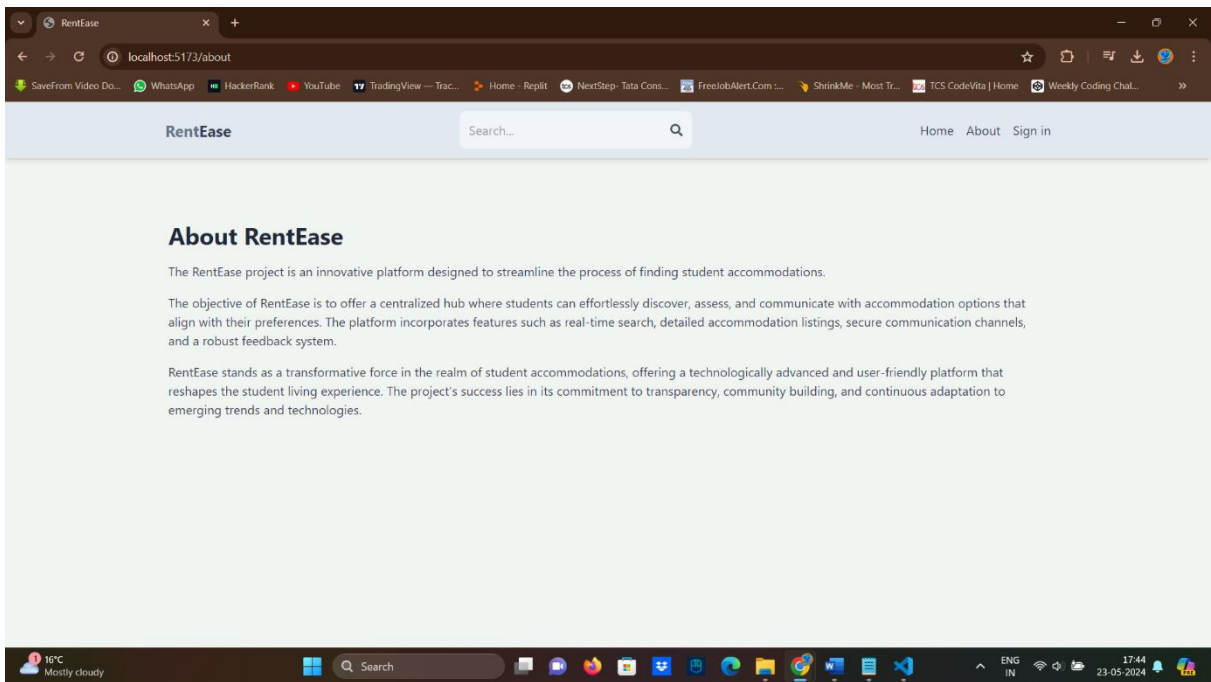 RentEase
localhost:5173/about
SaveFrom Video Do... WhatsApp HackerRank YouTube TradingView — Trac... Home - Replit NextStep- Tata Cons... FreeJobAlert.Com :... ShrinkMe - Most Tr... TCS CodeVita | Home Weekly Coding Chal...
RentEase Search... Home About Sign in
About RentEase
The RentEase project is an innovative platform designed to streamline the process of finding student accommodations.
The objective of RentEase is to offer a centralized hub where students can effortlessly discover, assess, and communicate with accommodation options that
align with their preferences. The platform incorporates features such as real-time search, detailed accommodation listings, secure communication channels,
and a robust feedback system.
RentEase stands as a transformative force in the realm of student accommodations, offering a technologically advanced and user-friendly platform that
reshapes the student living experience. The project's success lies in its commitment to transparency, community building, and continuous adaptation to
emerging trends and technologies.
1 16°C
Mostly cloudy
Search
ENG
IN
17:44
23-05-2024